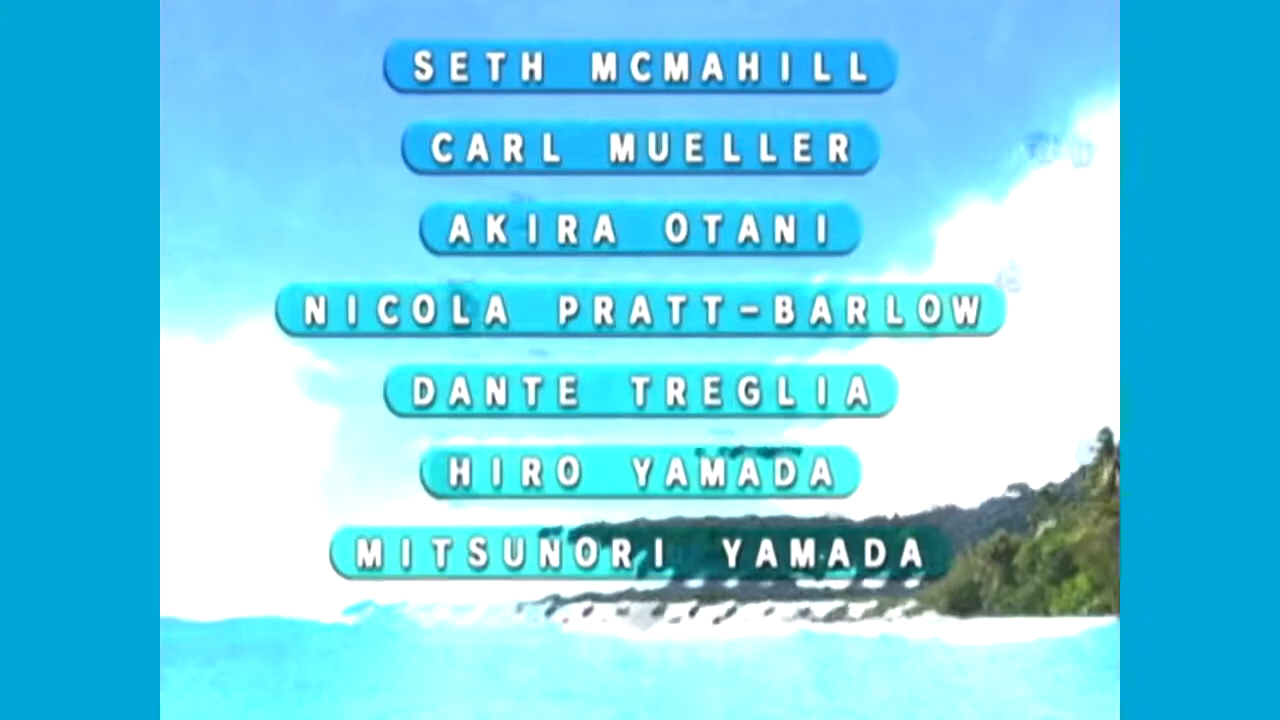 SETH MCMAHILL
CARL MUELLER
AKIRA OTANI
NICOLA PRATT-BARLOW
DANTE TREGLIA
HIRO YAMADA
MITSUNORI YAMADA